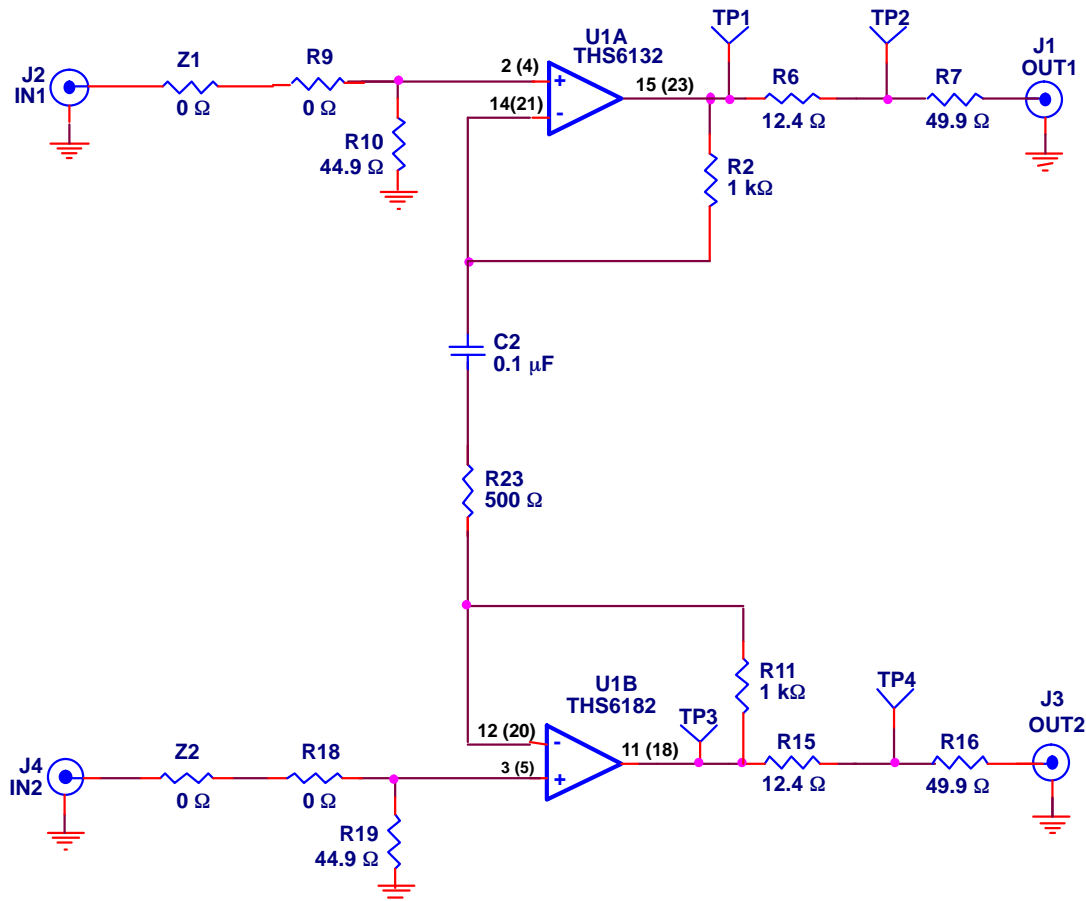 TP1
TP2
U1A
THS6132
J2
IN1
Z1
0 Ω
R9
0 Ω
2 (4)
14(21)
+
-
15 (23)
R6
12.4 Ω
R7
49.9 Ω
J1
OUT1
R10
44.9 Ω
R2
1 kΩ
C2
0.1 μF
R23
500 Ω
R11
1 kΩ
U1B
THS6182
TP3
TP4
J3
OUT2
12 (20)
3 (5)
-
+
11 (18)
R15
12.4 Ω
R16
49.9 Ω
J4
IN2
Z2
0 Ω
R18
0 Ω
R19
44.9 Ω